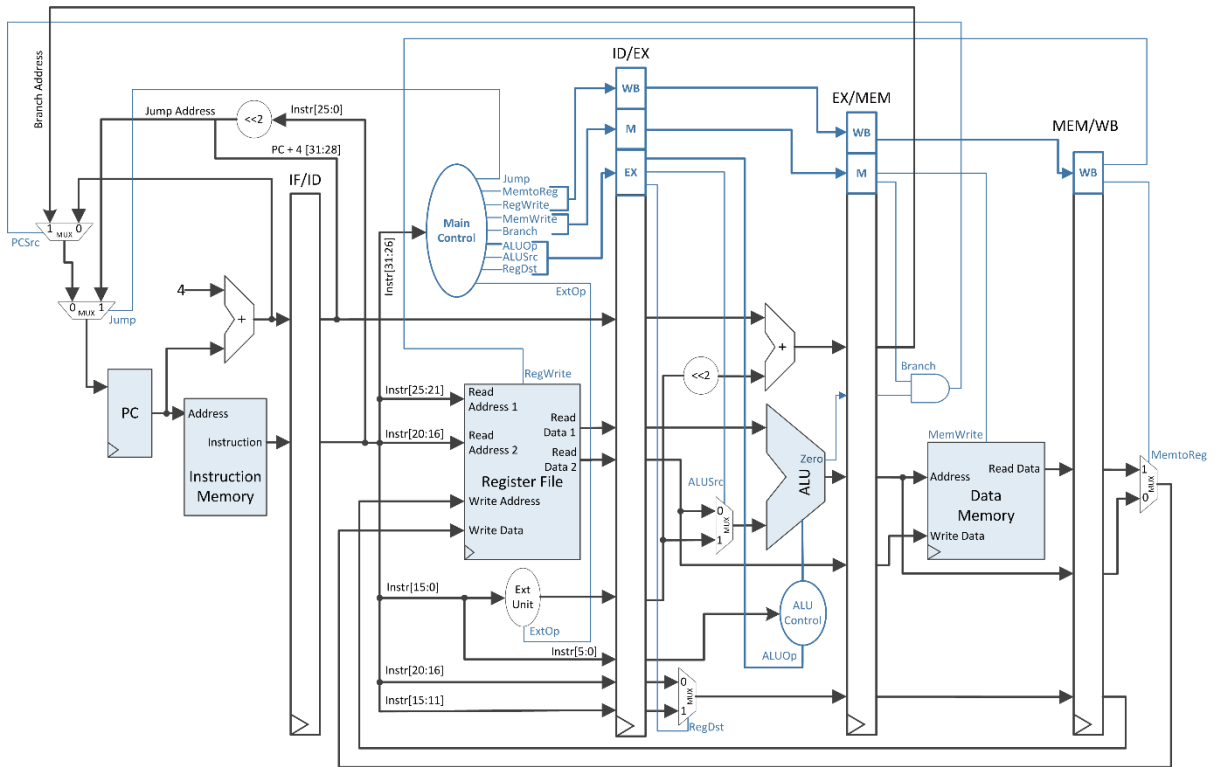 ID/EX
EX/MEM
MEM/WB
IF/ID
Branch Address
Jump Address
<<2
Instr[25:0]
PC + 4 [31:28]
WB
M
EX
WB
M
WB
Jump
MemtoReg
RegWrite
MemWrite
Branch
ALUOp
ALUSrc
RegDst
ExtOp
Main
Control
Instr[31:26]
1 MUX 0
PCSrc
0 MUX 1
Jump
4
+
PC
Address
Instruction
Instruction
Memory
RegWrite
Instr[25:21]
Read
Address 1
Instr[20:16]
Read
Address 2
Read
Data 1
Read
Data 2
Register File
Write Address
Write Data
Instr[15:0]
Ext
Unit
ExtOp
Instr[5:0]
Instr[20:16]
Instr[15:11]
<<2
+
ALUSrc
0
MUX
1
ALU
Zero
ALU
Control
ALUOp
0
MUX
1
RegDst
Branch
MemWrite
Address
Read Data
Data
Memory
Write Data
MemtoReg
1
MUX
0